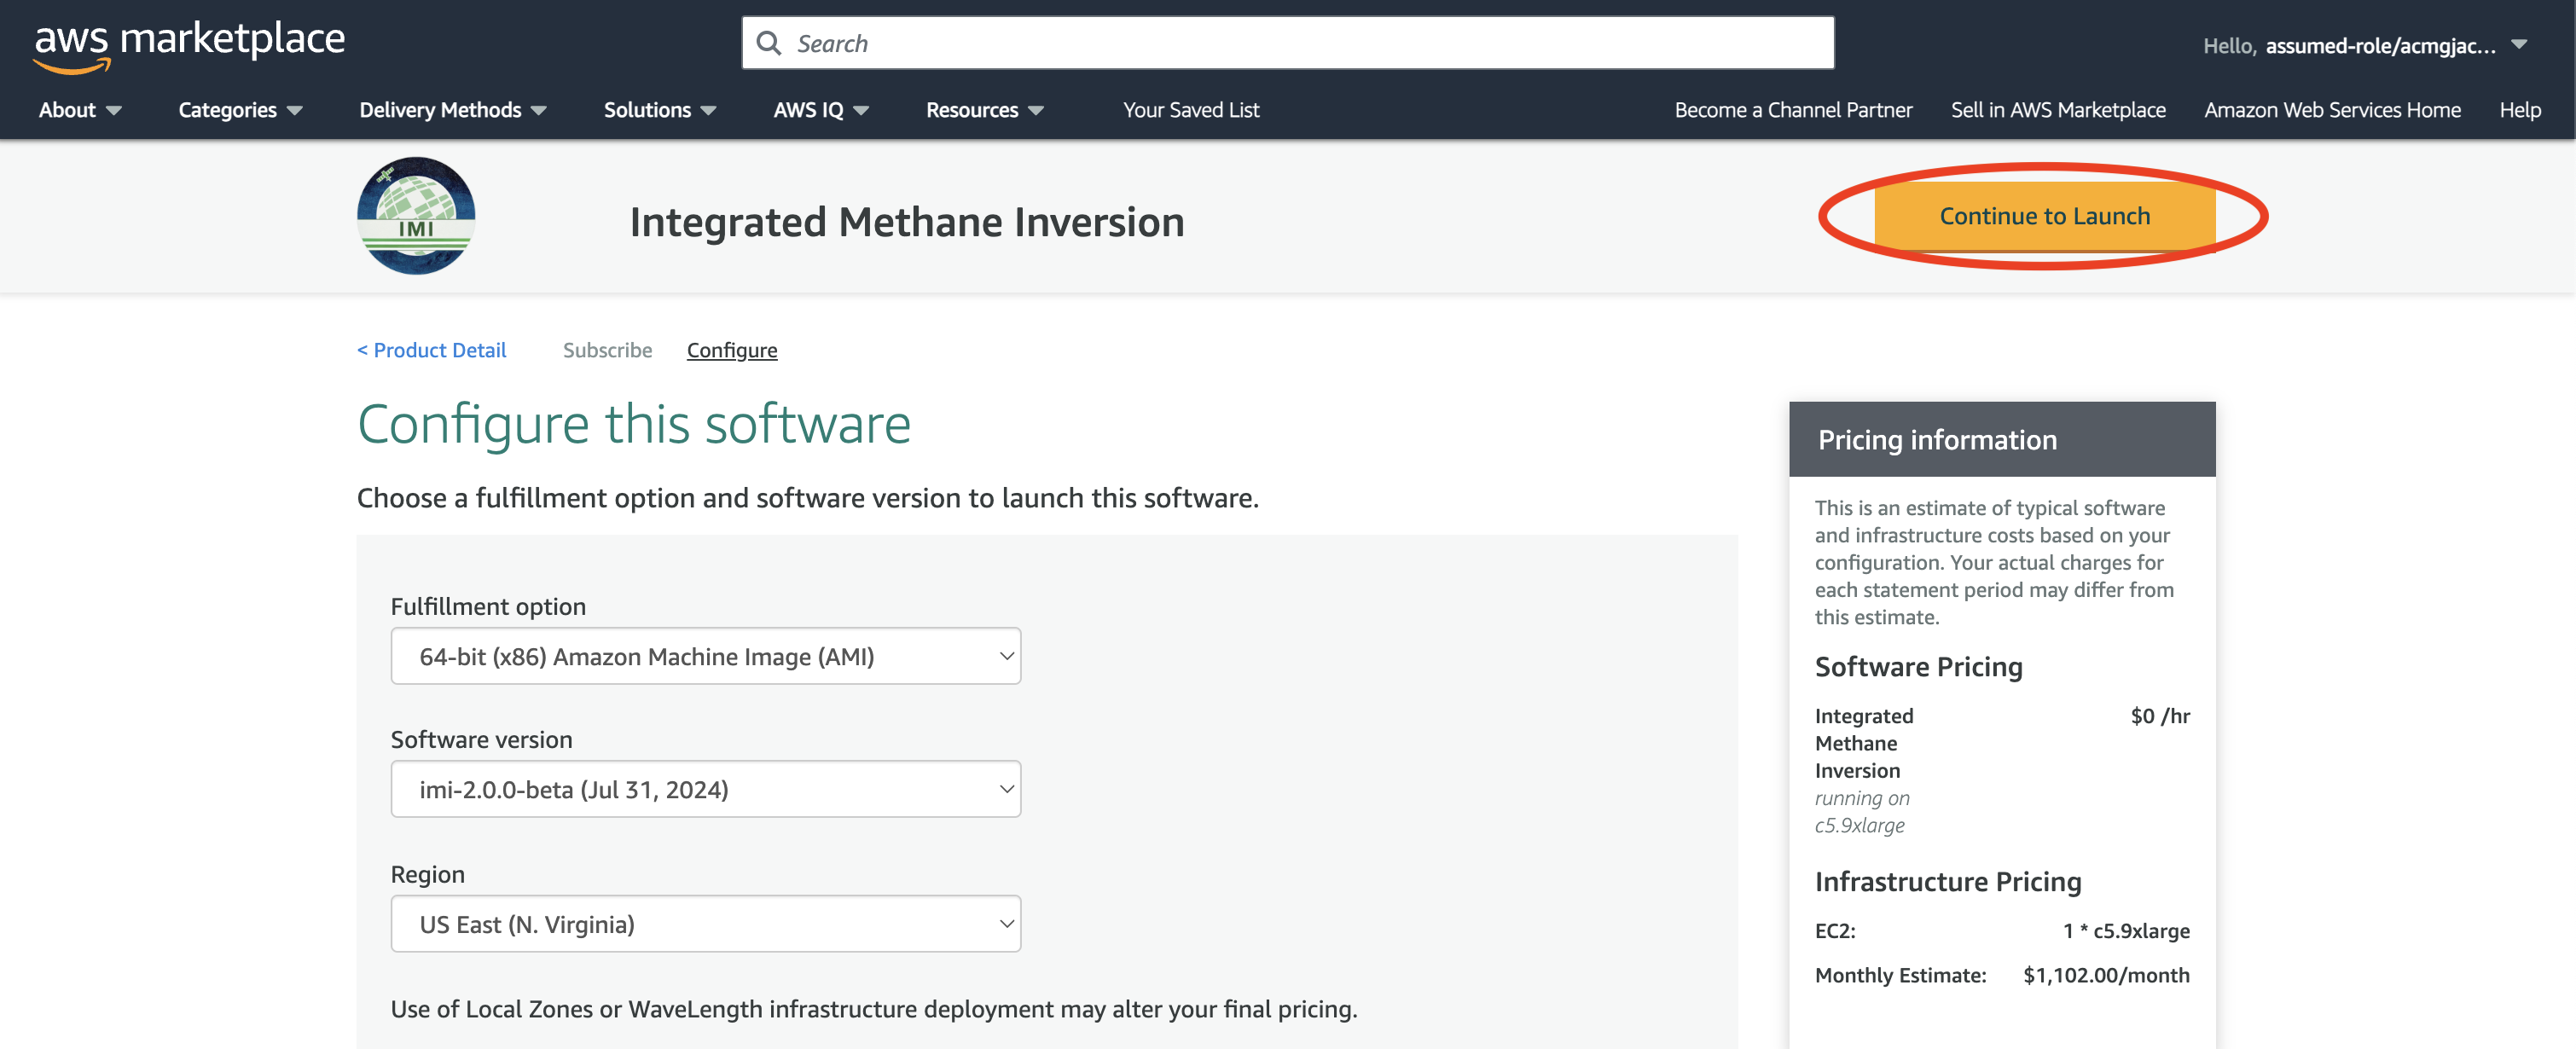 aws marketplace
Search
Hello, assumed-role/acmgjac...
About
Categories
Delivery Methods
Solutions
AWS IQ
Resources
Your Saved List
Become a Channel Partner
Sell in AWS Marketplace
Amazon Web Services Home
Help
IMI
Integrated Methane Inversion
Continue to Launch
< Product Detail
Subscribe
Configure
Configure this software
Choose a fulfillment option and software version to launch this software.
Fulfillment option
64-bit (x86) Amazon Machine Image (AMI)
Software version
imi-2.0.0-beta (Jul 31, 2024)
Region
US East (N. Virginia)
Use of Local Zones or WaveLength infrastructure deployment may alter your final pricing.
Pricing information
This is an estimate of typical software
and infrastructure costs based on your
configuration. Your actual charges for
each statement period may differ from
this estimate.
Software Pricing
Integrated $0 /hr
Methane
Inversion
running on
c5.9xlarge
Infrastructure Pricing
EC2: 1 * c5.9xlarge
Monthly Estimate: $1,102.00/month